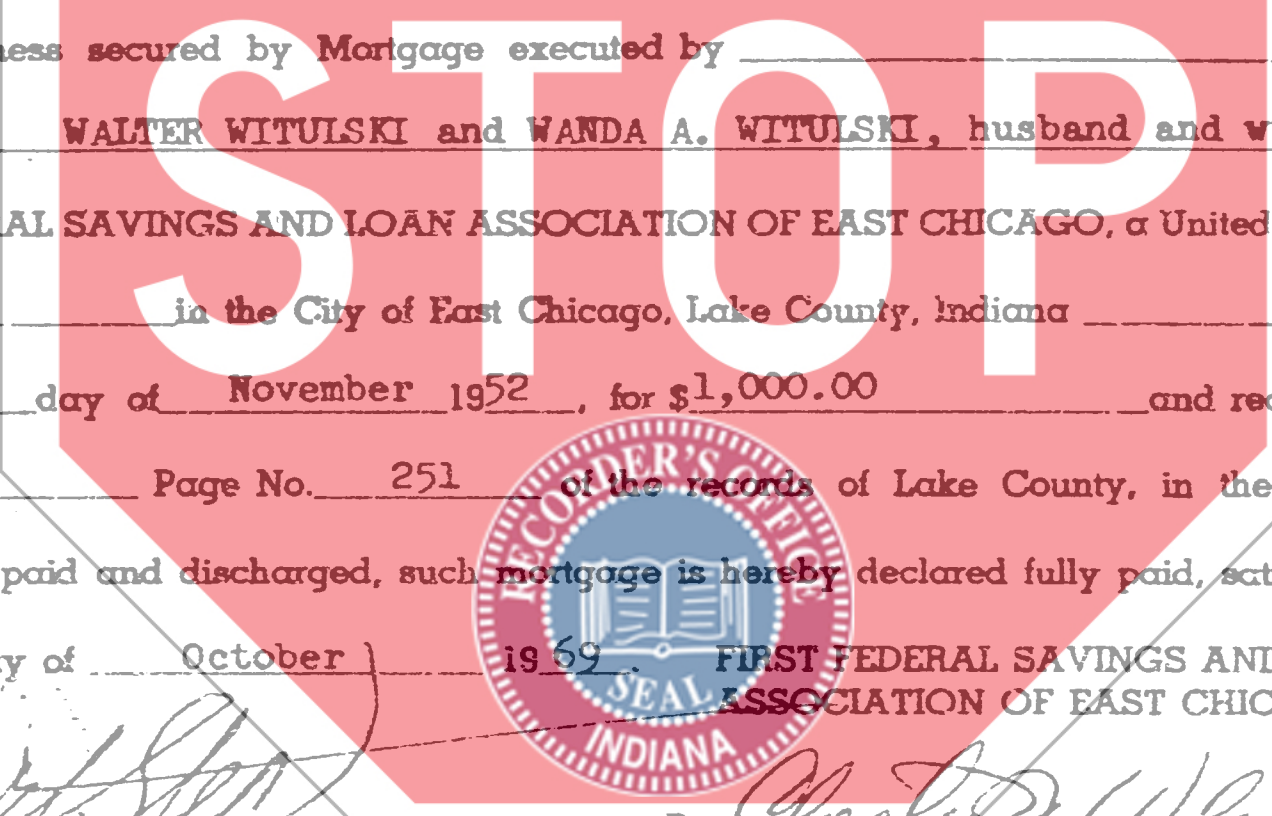 STOP
ness secured by Mortgage executed by
WALTER WITULSKI and WANDA A. WITULSKI, husband and w
AL SAVINGS AND LOAN ASSOCIATION OF EAST CHICAGO, a United
in the City of East Chicago, Lake County, Indiana
day of November 1952, for $1,000.00 and rec
Page No. 251 of the records of Lake County, in the
paid and discharged, such mortgage is hereby declared fully paid, sat
y of October 1969. FIRST FEDERAL SAVINGS AND
ASSOCIATION OF EAST CHIC
RECORDER'S OFFICE
SEAL
INDIANA